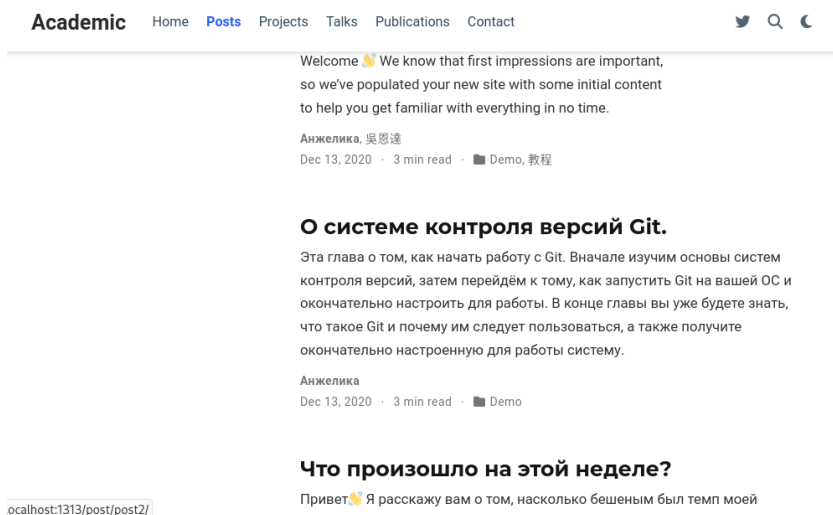 Academic Home Posts Projects Talks Publications Contact
Welcome 👋 We know that first impressions are important,
so we've populated your new site with some initial content
to help you get familiar with everything in no time.
Анжелика, 吳恩達
Dec 13, 2020 · 3 min read · Demo, 教程
О системе контроля версий Git.
Эта глава о том, как начать работу с Git. Вначале изучим основы систем
контроля версий, затем перейдём к тому, как запустить Git на вашей ОС и
окончательно настроить для работы. В конце главы вы уже будете знать,
что такое Git и почему им следует пользоваться, а также получите
окончательно настроенную для работы систему.
Анжелика
Dec 13, 2020 · 3 min read · Demo
Что произошло на этой неделе?
Привет👋 Я расскажу вам о том, насколько бешеным был темп моей
ocalhost:1313/post/post2/